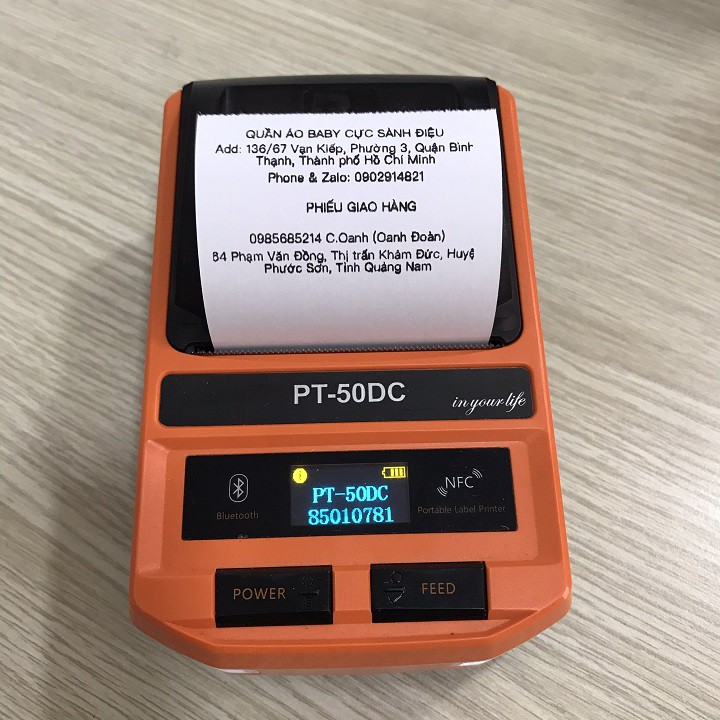 QUẦN ÁO BABY CỰC SÀNH ĐIỆU
Add: 136/67 Vạn Kiếp, Phường 3, Quận Bình
Thạnh, Thành phố Hồ Chí Minh
Phone & Zalo: 0902914821
PHIẾU GIAO HÀNG
0985685214 C.Oanh (Oanh Đoàn)
84 Phạm Văn Đồng, Thị trấn Khâm Đức, Huyệ
Phước Sơn, Tỉnh Quảng Nam
PT-50DC
in your life
PT-50DC
85010781
Bluetooth
NFC
Portable Label Printer
POWER
FEED